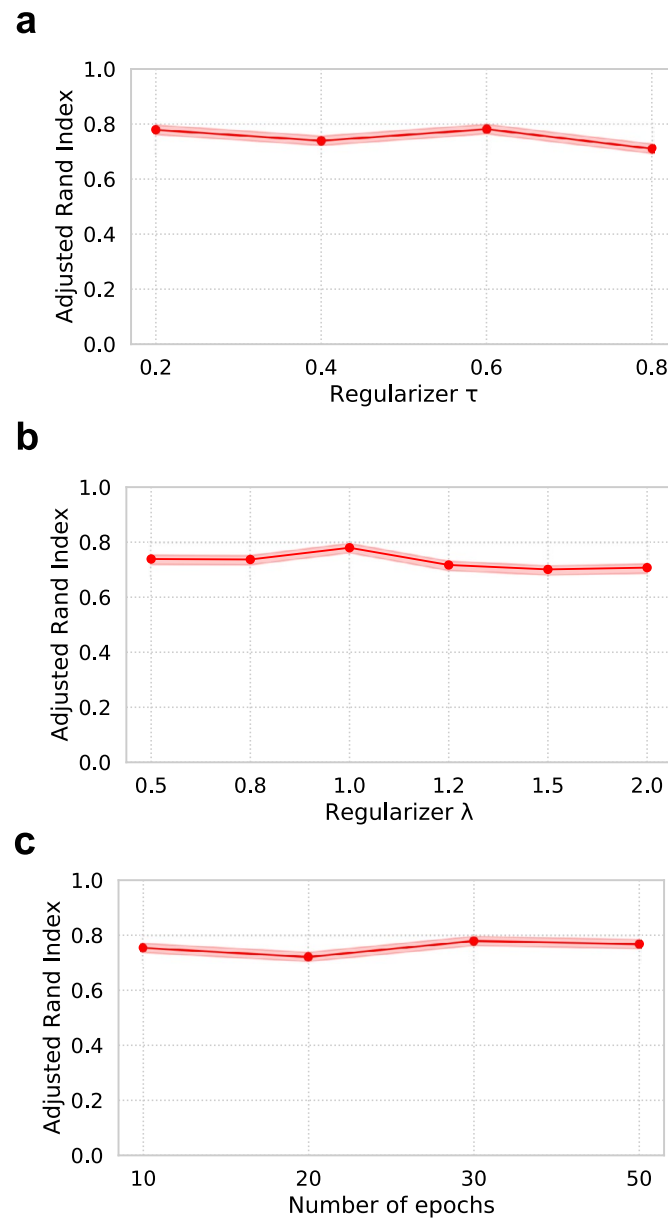 a
1.0
0.8
0.6
0.4
0.2
0.0
Adjusted Rand Index
0.2 0.4 0.6 0.8
Regularizer τ
b
1.0
0.8
0.6
0.4
0.2
0.0
Adjusted Rand Index
0.5 0.8 1.0 1.2 1.5 2.0
Regularizer λ
c
1.0
0.8
0.6
0.4
0.2
0.0
Adjusted Rand Index
10 20 30 50
Number of epochs